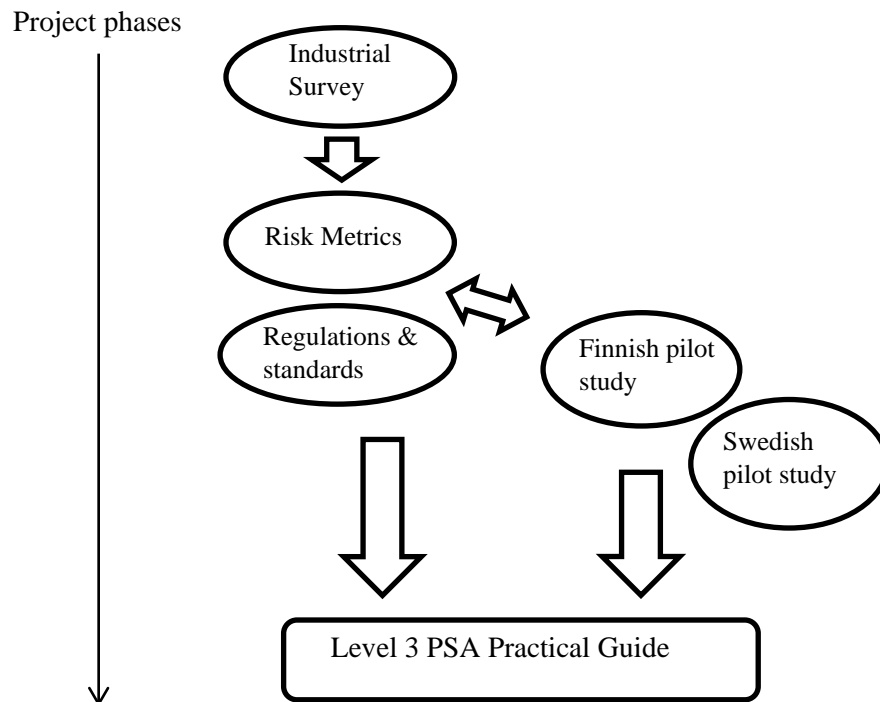 Project phases
Industrial
Survey
Risk Metrics
Regulations &
standards
Finnish pilot
study
Swedish
pilot study
Level 3 PSA Practical Guide